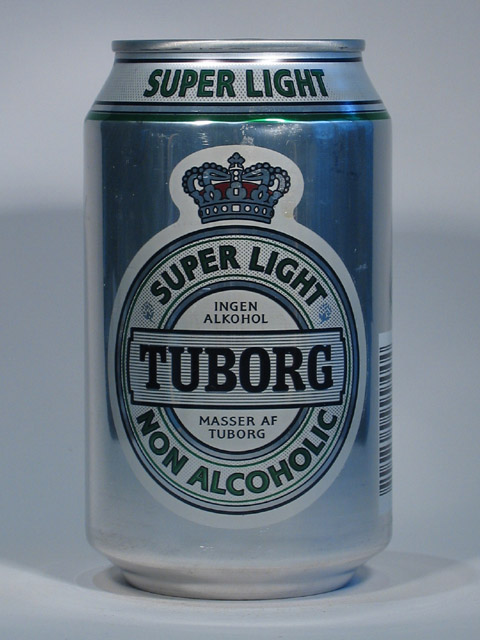 SUPER LIGHT
SUPER LIGHT
INGEN
ALKOHOL
TUBORG
MASSER AF
TUBORG
NON ALCOHOLIC